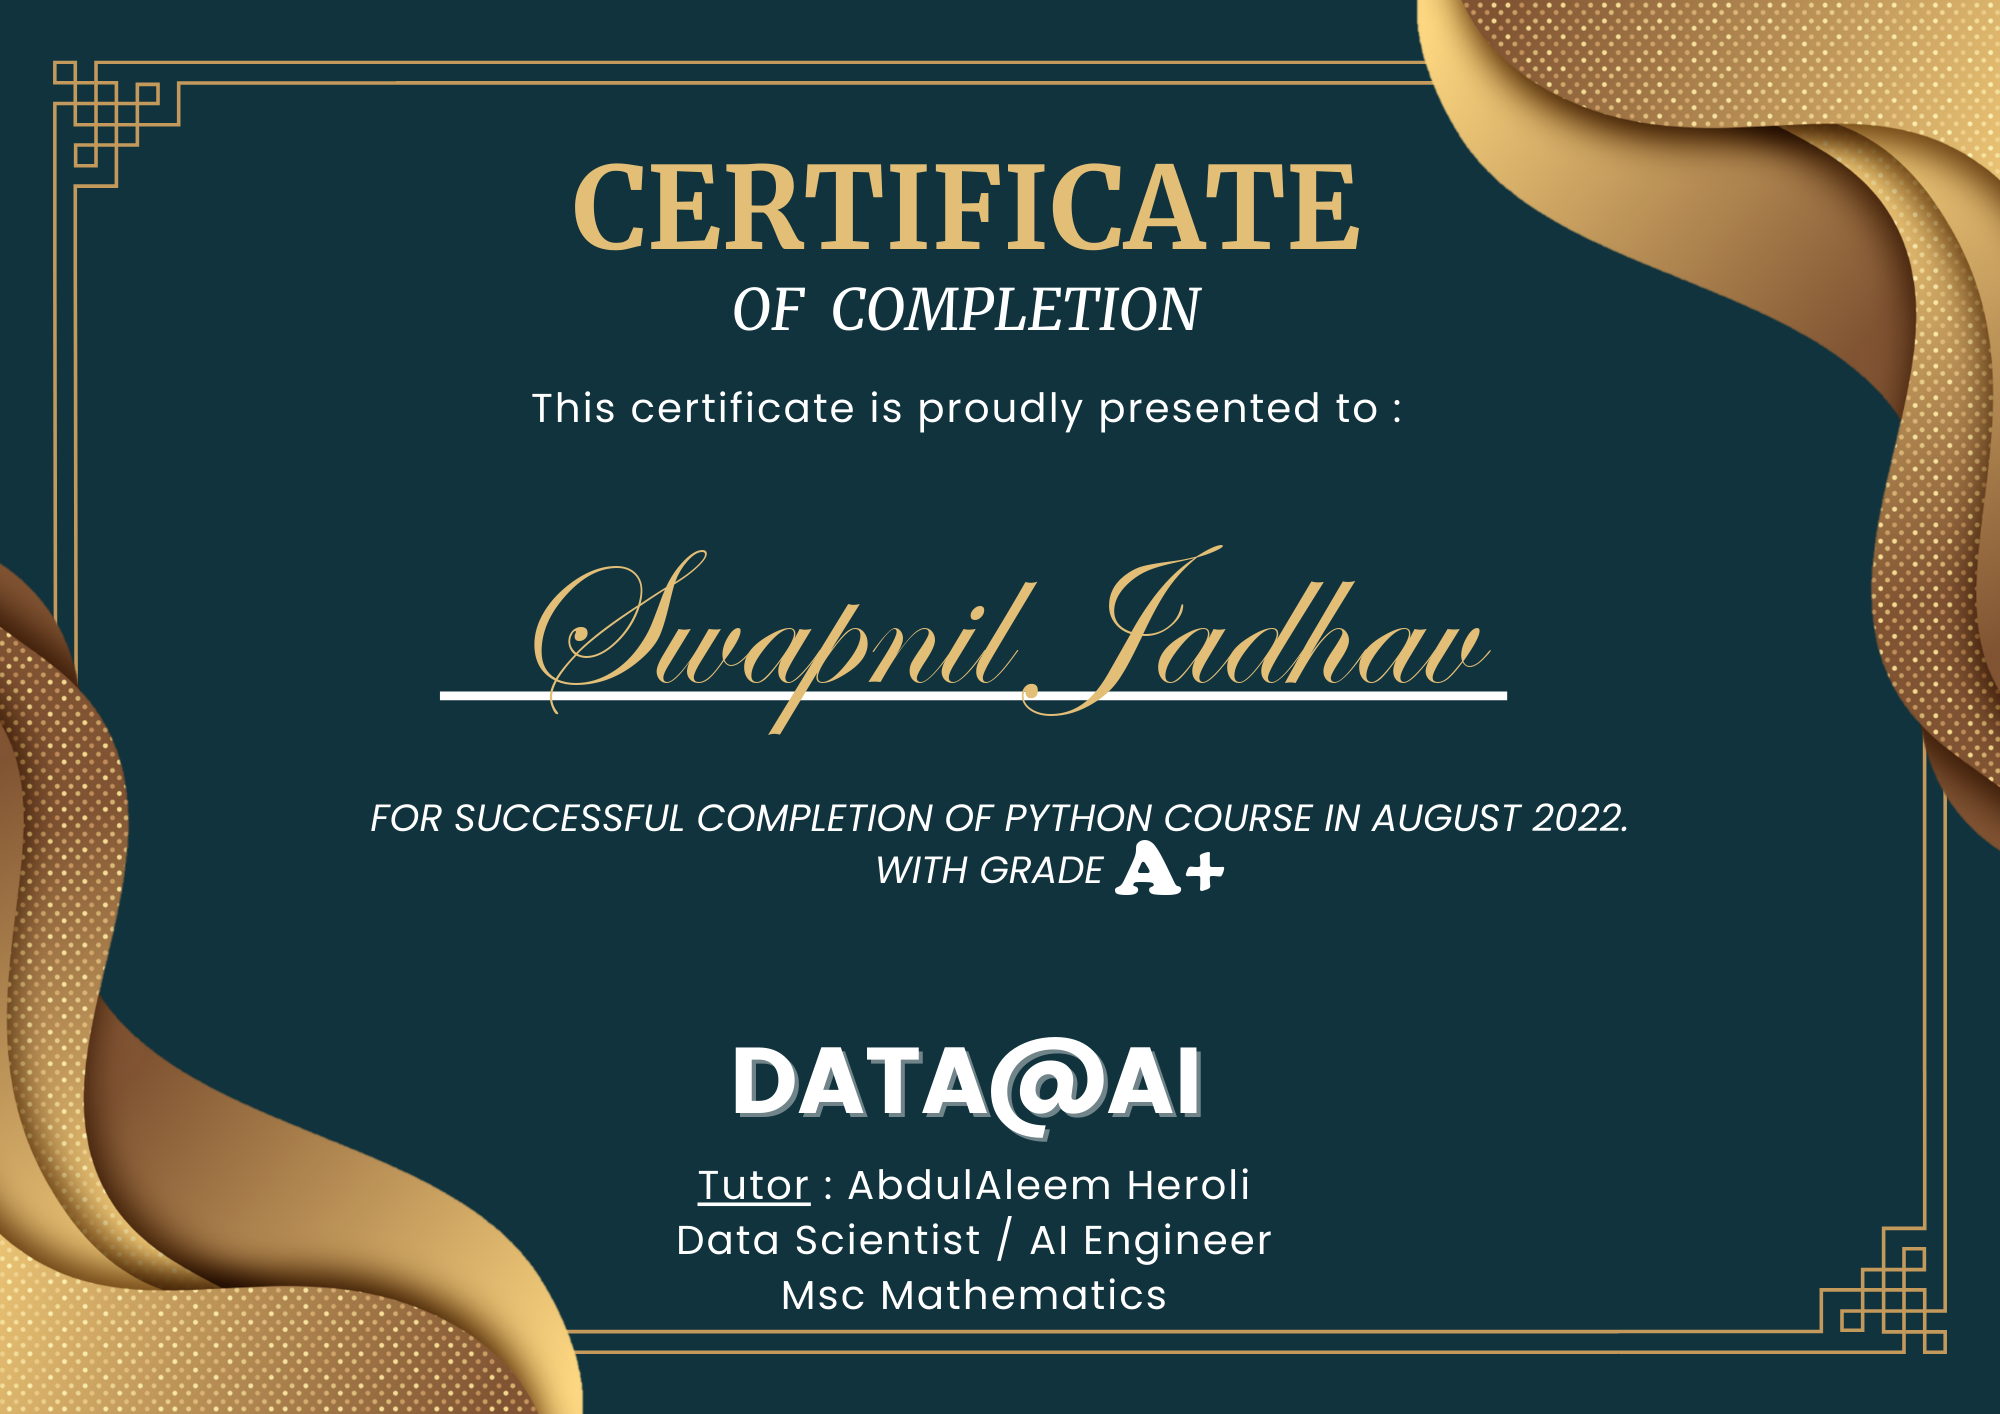 CERTIFICATE
OF COMPLETION
This certificate is proudly presented to :
Swapnil Jadhav
FOR SUCCESSFUL COMPLETION OF PYTHON COURSE IN AUGUST 2022.
WITH GRADE A+
DATA@AI
Tutor : AbdulAleem Heroli
Data Scientist / AI Engineer
Msc Mathematics